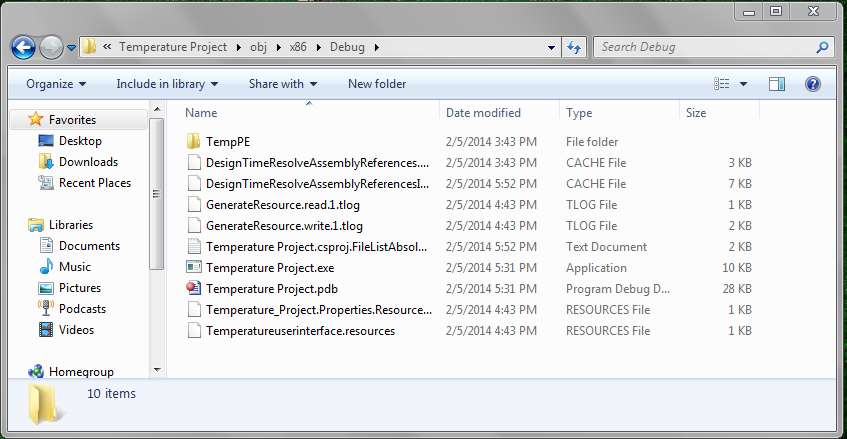 « Temperature Project ▸ obj ▸ x86 ▸ Debug ▸ Search Debug
Organize Include in library Share with New folder
Favorites
Desktop
Downloads
Recent Places
Libraries
Documents
Music
Pictures
Podcasts
Videos
Homegroup
Name Date modified Type Size
TempPE 2/5/2014 3:43 PM File folder
DesignTimeResolveAssemblyReferences.... 2/5/2014 3:43 PM CACHE File 3 KB
DesignTimeResolveAssemblyReferencesI... 2/5/2014 5:52 PM CACHE File 7 KB
GenerateResource.read.1.tlog 2/5/2014 4:43 PM TLOG File 1 KB
GenerateResource.write.1.tlog 2/5/2014 4:43 PM TLOG File 2 KB
Temperature Project.csproj.FileListAbsol... 2/5/2014 5:52 PM Text Document 2 KB
Temperature Project.exe 2/5/2014 5:31 PM Application 10 KB
Temperature Project.pdb 2/5/2014 5:31 PM Program Debug D... 28 KB
Temperature_Project.Properties.Resource... 2/5/2014 4:43 PM RESOURCES File 1 KB
Temperatureuserinterface.resources 2/5/2014 4:43 PM RESOURCES File 1 KB
10 items